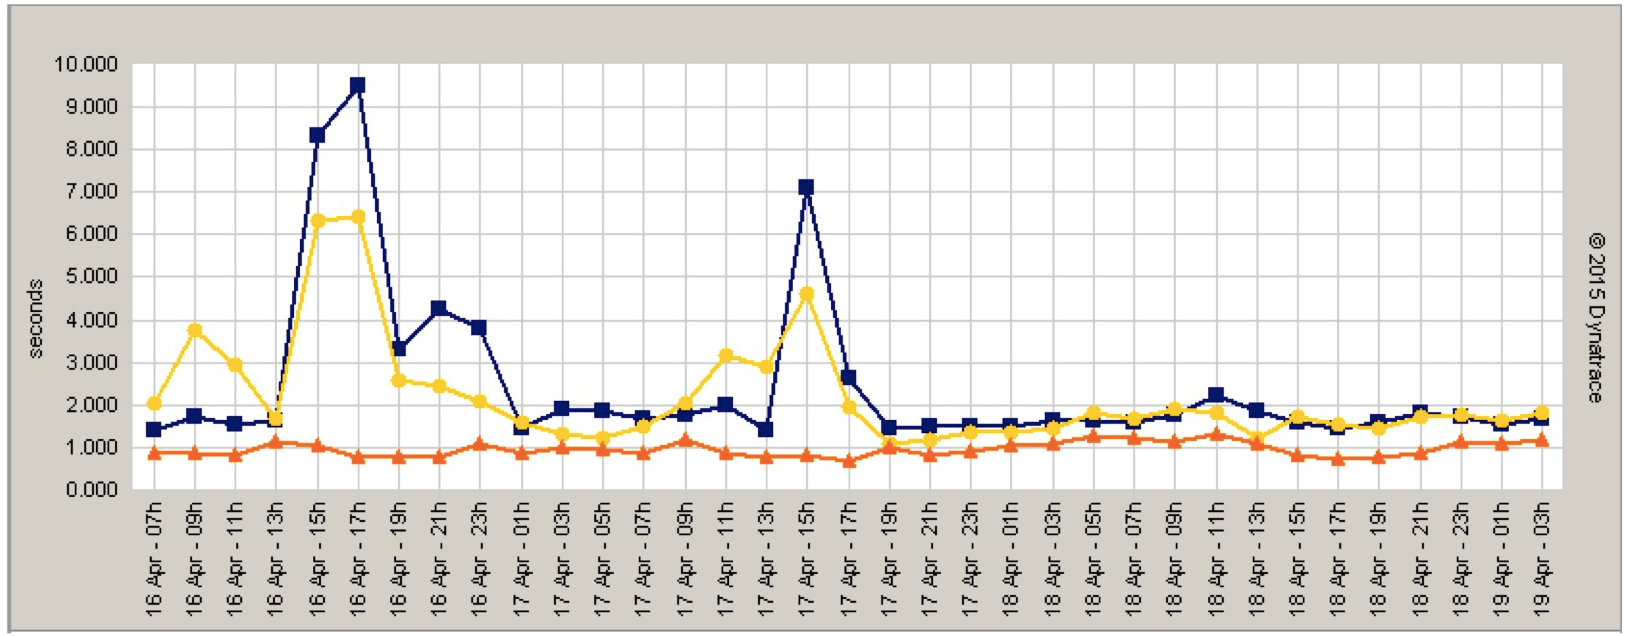 10.000
9.000
8.000
7.000
6.000
5.000
4.000
3.000
2.000
1.000
0.000
seconds
16 Apr - 07h
16 Apr - 09h
16 Apr - 11h
16 Apr - 13h
16 Apr - 15h
16 Apr - 17h
16 Apr - 19h
16 Apr - 21h
16 Apr - 23h
17 Apr - 01h
17 Apr - 03h
17 Apr - 05h
17 Apr - 07h
17 Apr - 09h
17 Apr - 11h
17 Apr - 13h
17 Apr - 15h
17 Apr - 17h
17 Apr - 19h
17 Apr - 21h
17 Apr - 23h
18 Apr - 01h
18 Apr - 03h
18 Apr - 05h
18 Apr - 07h
18 Apr - 09h
18 Apr - 11h
18 Apr - 13h
18 Apr - 15h
18 Apr - 17h
18 Apr - 19h
18 Apr - 21h
18 Apr - 23h
19 Apr - 01h
19 Apr - 03h
© 2015 Dynatrace